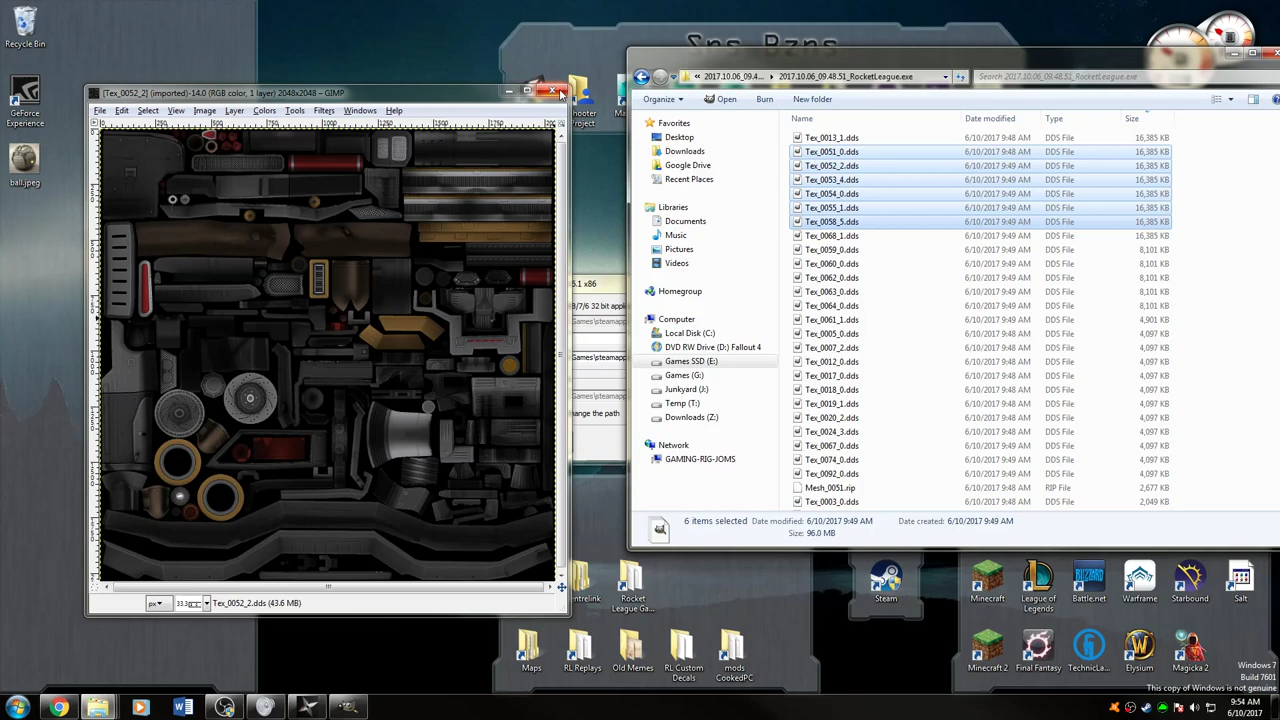 Recycle Bin
GeForce
Experience
ball.jpeg
[Tex_0052_2] (imported)-14.0 (RGB color, 1 layer) 2048x2048 – GIMP
File Edit Select View Image Layer Colors Tools Filters Windows Help
px 33.3 Tex_0052_2.dds (43.6 MB)
2017.10.06_09.4... 2017.10.06_09.48.51_RocketLeague.exe
Search 2017.10.06_09.48.51_RocketLeague.exe
Organize Open Burn New folder
Favorites
Desktop
Downloads
Google Drive
Recent Places
Libraries
Documents
Music
Pictures
Videos
Homegroup
Computer
Local Disk (C:)
DVD RW Drive (D:) Fallout 4
Games SSD (E:)
Games (G:)
Junkyard (J:)
Temp (T:)
Downloads (Z:)
Network
GAMING-RIG-JOMS
Name Date modified Type Size
Tex_0013_1.dds 6/10/2017 9:48 AM DDS File 16,385 KB
Tex_0051_0.dds 6/10/2017 9:48 AM DDS File 16,385 KB
Tex_0052_2.dds 6/10/2017 9:49 AM DDS File 16,385 KB
Tex_0053_4.dds 6/10/2017 9:49 AM DDS File 16,385 KB
Tex_0054_0.dds 6/10/2017 9:49 AM DDS File 16,385 KB
Tex_0055_1.dds 6/10/2017 9:49 AM DDS File 16,385 KB
Tex_0058_5.dds 6/10/2017 9:49 AM DDS File 16,385 KB
Tex_0068_1.dds 6/10/2017 9:49 AM DDS File 16,385 KB
Tex_0059_0.dds 6/10/2017 9:49 AM DDS File 8,101 KB
Tex_0060_0.dds 6/10/2017 9:49 AM DDS File 8,101 KB
Tex_0062_0.dds 6/10/2017 9:49 AM DDS File 8,101 KB
Tex_0063_0.dds 6/10/2017 9:49 AM DDS File 8,101 KB
Tex_0064_0.dds 6/10/2017 9:49 AM DDS File 8,101 KB
Tex_0061_1.dds 6/10/2017 9:49 AM DDS File 4,901 KB
Tex_0005_0.dds 6/10/2017 9:48 AM DDS File 4,097 KB
Tex_0007_2.dds 6/10/2017 9:48 AM DDS File 4,097 KB
Tex_0012_0.dds 6/10/2017 9:48 AM DDS File 4,097 KB
Tex_0017_0.dds 6/10/2017 9:48 AM DDS File 4,097 KB
Tex_0018_0.dds 6/10/2017 9:48 AM DDS File 4,097 KB
Tex_0019_1.dds 6/10/2017 9:48 AM DDS File 4,097 KB
Tex_0020_2.dds 6/10/2017 9:48 AM DDS File 4,097 KB
Tex_0024_3.dds 6/10/2017 9:48 AM DDS File 4,097 KB
Tex_0067_0.dds 6/10/2017 9:49 AM DDS File 4,097 KB
Tex_0074_0.dds 6/10/2017 9:49 AM DDS File 4,097 KB
Tex_0092_0.dds 6/10/2017 9:49 AM DDS File 4,097 KB
Mesh_0051.rip 6/10/2017 9:48 AM RIP File 2,677 KB
Tex_0003_0.dds 6/10/2017 9:48 AM DDS File 2,049 KB
6 items selected Date modified: 6/10/2017 9:49 AM Date created: 6/10/2017 9:49 AM
Size: 96.0 MB
x86
Rocket
League Ga...
Maps
RL Replays
Old Memes
RL Custom
Decals
mods
CookedPC
Steam
Minecraft
League of
Legends
Battle.net
Warframe
Starbound
Salt
Minecraft 2
Final Fantasy
TechnicLa...
Elysium
Magicka 2
Windows 7
Build 7601
This copy of Windows is not genuine
9:54 AM
6/10/2017